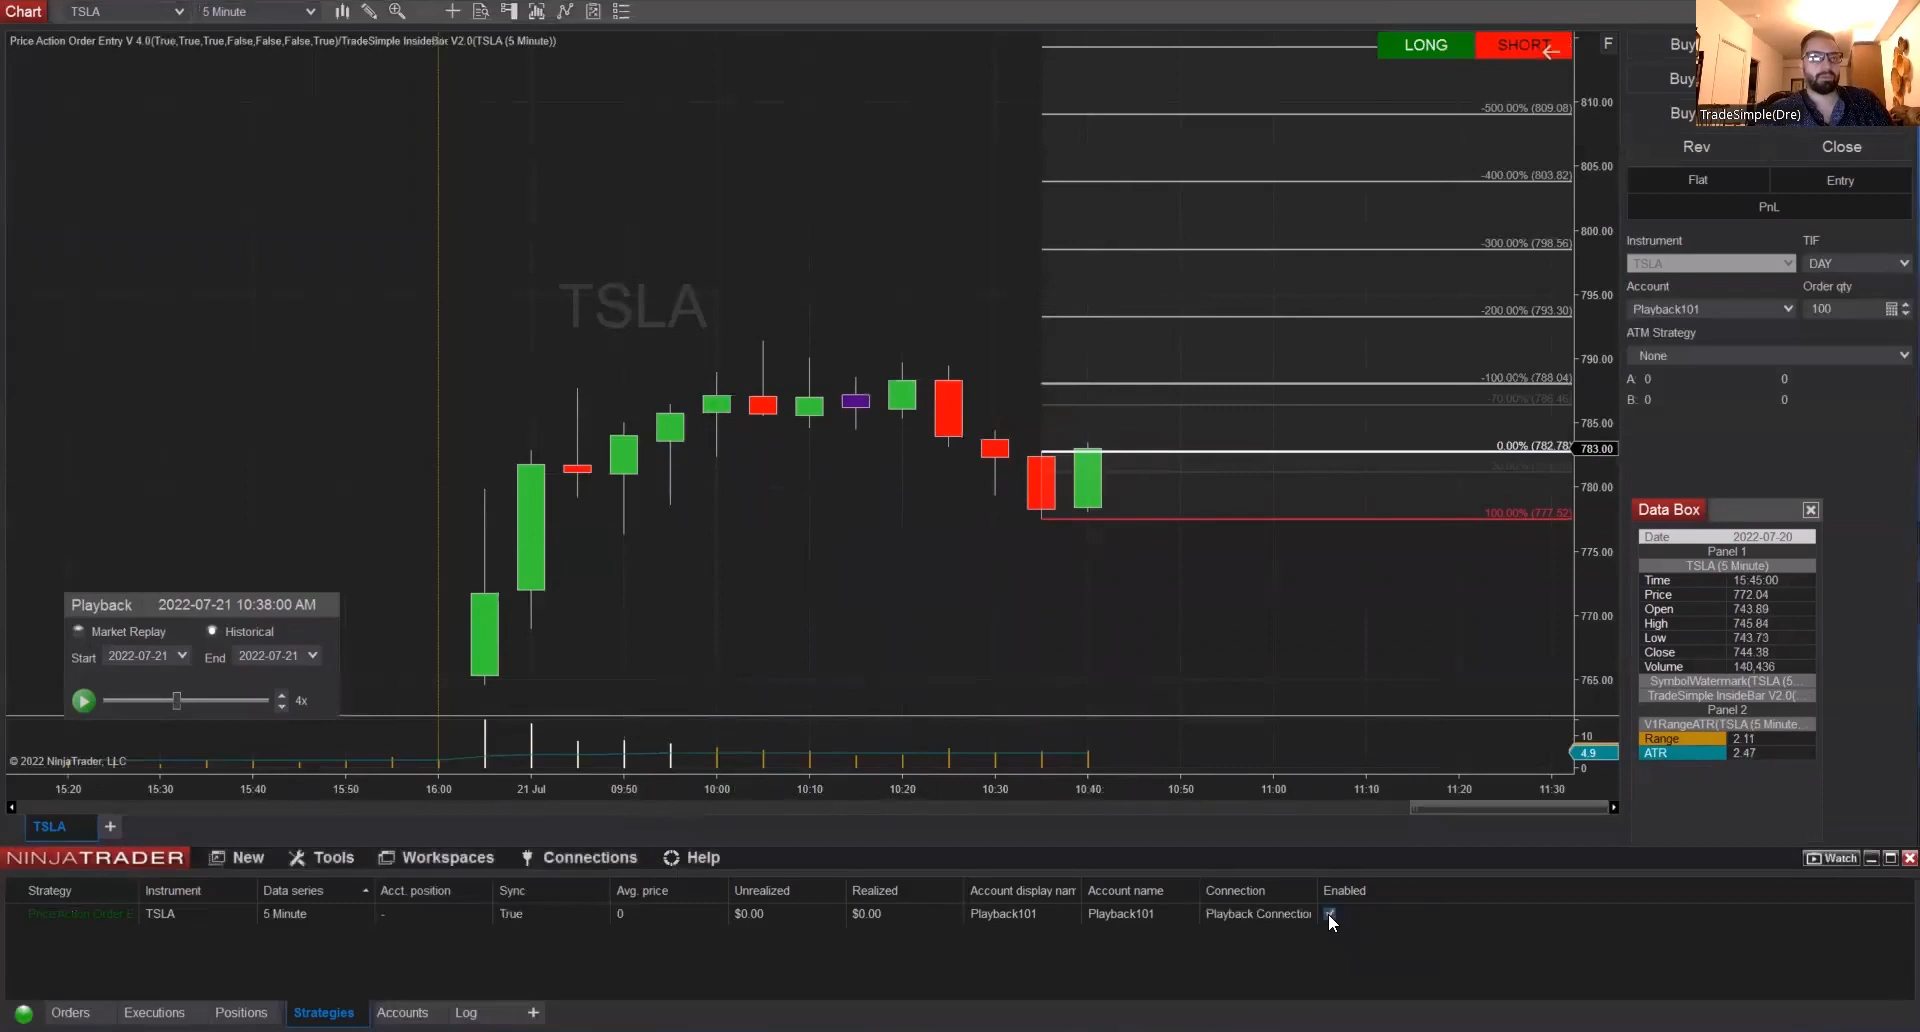 Chart
TSLA
5 Minute
Price Action Order Entry V 4.0(True,True,True,False,False,False,True)/TradeSimple InsideBar V2.0(TSLA (5 Minute))
LONG
SHORT
F
TSLA
-500.00% (809.08)
-400.00% (803.82)
-300.00% (798.56)
-200.00% (793.30)
-100.00% (788.04)
-70.00% (786.46)
0.00% (782.78)
100.00% (777.52)
810.00
805.00
800.00
795.00
790.00
785.00
783.00
780.00
775.00
770.00
765.00
10
4.9
0
Playback 2022-07-21 10:38:00 AM
Market Replay Historical
Start 2022-07-21 End 2022-07-21
4x
© 2022 NinjaTrader, LLC
15:20 15:30 15:40 15:50 16:00 21 Jul 09:50 10:00 10:10 10:20 10:30 10:40 10:50 11:00 11:10 11:20 11:30
Buy
Buy
Buy
TradeSimple(Dre)
Rev Close
Flat Entry
PnL
Instrument TIF
TSLA DAY
Account Order qty
Playback101 100
ATM Strategy
None
A: 0 0
B: 0 0
Data Box
Date 2022-07-20
Panel 1
TSLA (5 Minute)
Time 15:45:00
Price 772.04
Open 743.89
High 745.84
Low 743.73
Close 744.38
Volume 140,436
SymbolWatermark(TSLA (5...
TradeSimple InsideBar V2.0(...
Panel 2
V1RangeATR(TSLA (5 Minute...
Range 2.11
ATR 2.47
TSLA +
NINJATRADER New Tools Workspaces Connections Help Watch
Strategy Instrument Data series Acct. position Sync Avg. price Unrealized Realized Account display nam Account name Connection Enabled
Price Action Order E TSLA 5 Minute - True 0 $0.00 $0.00 Playback101 Playback101 Playback Connection
Orders Executions Positions Strategies Accounts Log +